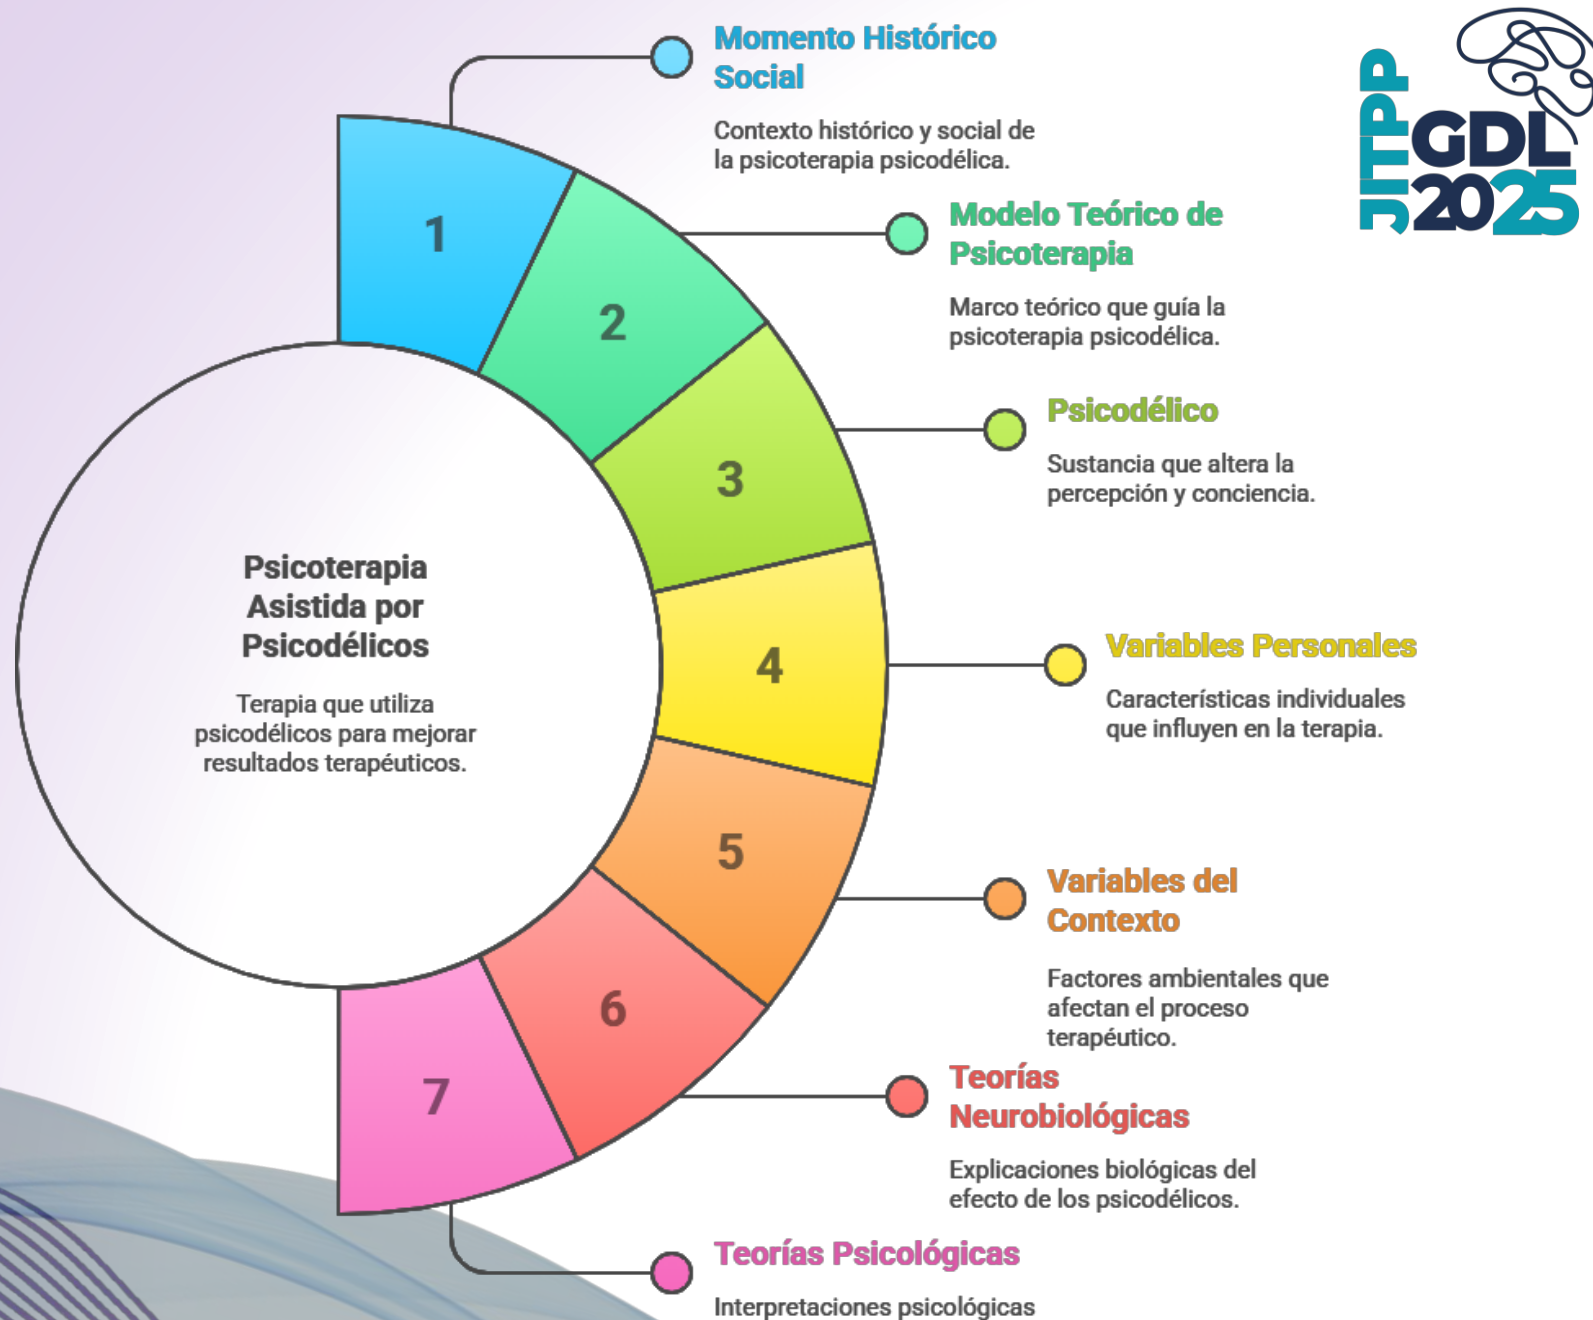 Momento Histórico
Social
Contexto histórico y social de
la psicoterapia psicodélica.
JITPP
GDL
2025
1
Modelo Teórico de
Psicoterapia
Marco teórico que guía la
psicoterapia psicodélica.
2
Psicodélico
Sustancia que altera la
percepción y conciencia.
3
Psicoterapia
Asistida por
Psicodélicos
Terapia que utiliza
psicodélicos para mejorar
resultados terapéuticos.
4
Variables Personales
Características individuales
que influyen en la terapia.
5
Variables del
Contexto
Factores ambientales que
afectan el proceso
terapéutico.
6
Teorías
Neurobiológicas
Explicaciones biológicas del
efecto de los psicodélicos.
7
Teorías Psicológicas
Interpretaciones psicológicas